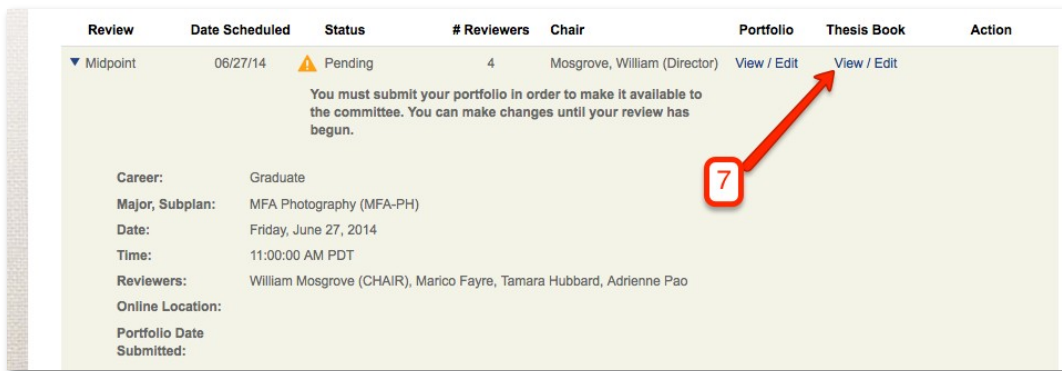 Review Date Scheduled Status # Reviewers Chair Portfolio Thesis Book Action
Midpoint 06/27/14 Pending 4 Mosgrove, William (Director) View / Edit View / Edit
You must submit your portfolio in order to make it available to
the committee. You can make changes until your review has
begun.
7
Career: Graduate
Major, Subplan: MFA Photography (MFA-PH)
Date: Friday, June 27, 2014
Time: 11:00:00 AM PDT
Reviewers: William Mosgrove (CHAIR), Marico Fayre, Tamara Hubbard, Adrienne Pao
Online Location:
Portfolio Date
Submitted: